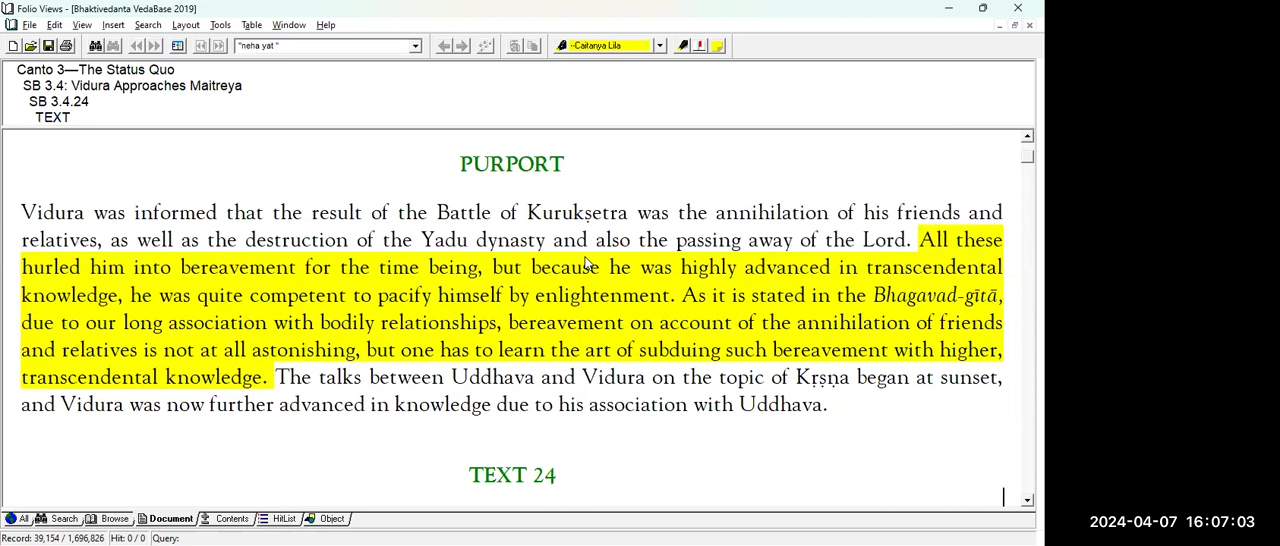 Folio Views - [Bhaktivedanta VedaBase 2019]
File Edit View Insert Search Layout Tools Table Window Help
"neha yat " ~Caitanya Lila
Canto 3—The Status Quo
SB 3.4: Vidura Approaches Maitreya
SB 3.4.24
TEXT
PURPORT
Vidura was informed that the result of the Battle of Kurukṣetra was the annihilation of his friends and
relatives, as well as the destruction of the Yadu dynasty and also the passing away of the Lord. All these
hurled him into bereavement for the time being, but because he was highly advanced in transcendental
knowledge, he was quite competent to pacify himself by enlightenment. As it is stated in the Bhagavad-gītā,
due to our long association with bodily relationships, bereavement on account of the annihilation of friends
and relatives is not at all astonishing, but one has to learn the art of subduing such bereavement with higher,
transcendental knowledge. The talks between Uddhava and Vidura on the topic of Kṛṣṇa began at sunset,
and Vidura was now further advanced in knowledge due to his association with Uddhava.
TEXT 24
All Search Browse Document Contents HitList Object
Record: 39,154 / 1,696,826 Hit: 0 / 0 Query:
2024-04-07 16:07:03